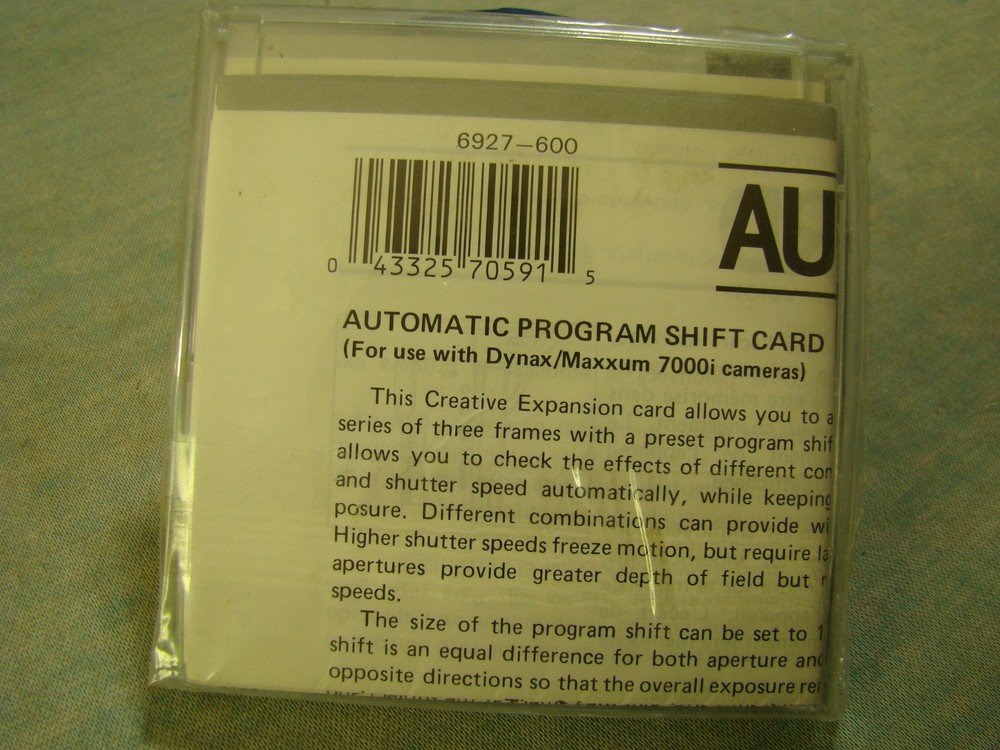 6927—600
0 43325 70591 5
AU
AUTOMATIC PROGRAM SHIFT CARD
(For use with Dynax/Maxxum 7000i cameras)
This Creative Expansion card allows you to a
series of three frames with a preset program shif
allows you to check the effects of different con
and shutter speed automatically, while keeping
posure. Different combinations can provide wi
Higher shutter speeds freeze motion, but require la
apertures provide greater depth of field but r
speeds.
The size of the program shift can be set to 1
shift is an equal difference for both aperture and
opposite directions so that the overall exposure re